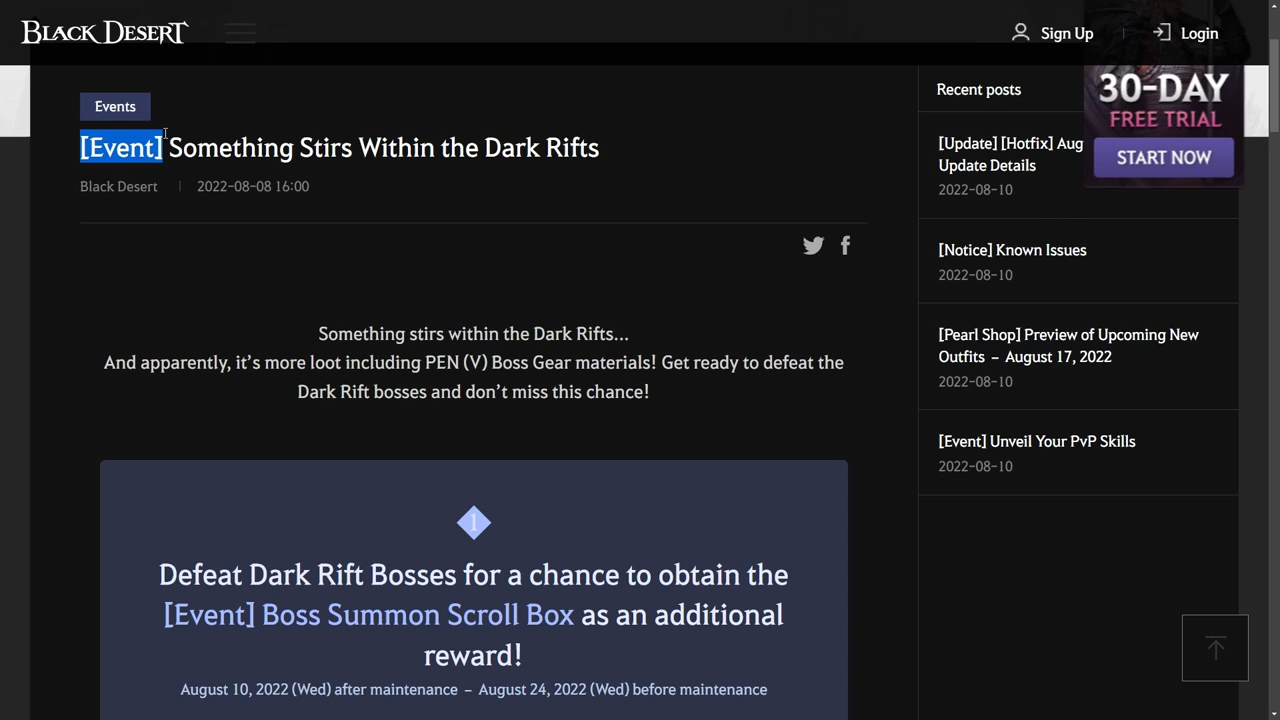 BLACK DESERT
Sign Up
Login
Events
[Event] Something Stirs Within the Dark Rifts
Black Desert
2022-08-08 16:00
Something stirs within the Dark Rifts...
And apparently, it's more loot including PEN (V) Boss Gear materials! Get ready to defeat the
Dark Rift bosses and don't miss this chance!
1
Defeat Dark Rift Bosses for a chance to obtain the
[Event] Boss Summon Scroll Box as an additional
reward!
August 10, 2022 (Wed) after maintenance – August 24, 2022 (Wed) before maintenance
Recent posts
[Update] [Hotfix] Aug
Update Details
2022-08-10
[Notice] Known Issues
2022-08-10
[Pearl Shop] Preview of Upcoming New
Outfits – August 17, 2022
2022-08-10
[Event] Unveil Your PvP Skills
2022-08-10
30-DAY
FREE TRIAL
START NOW